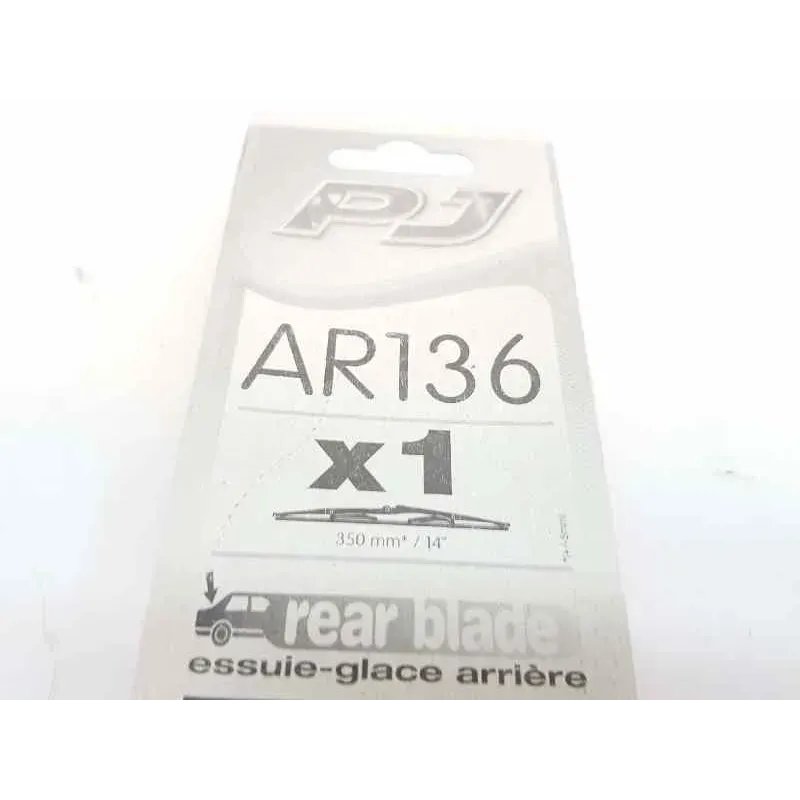 PJ
AR136
x1
350 mm* / 14"
rear blade
essuie-glace arrière